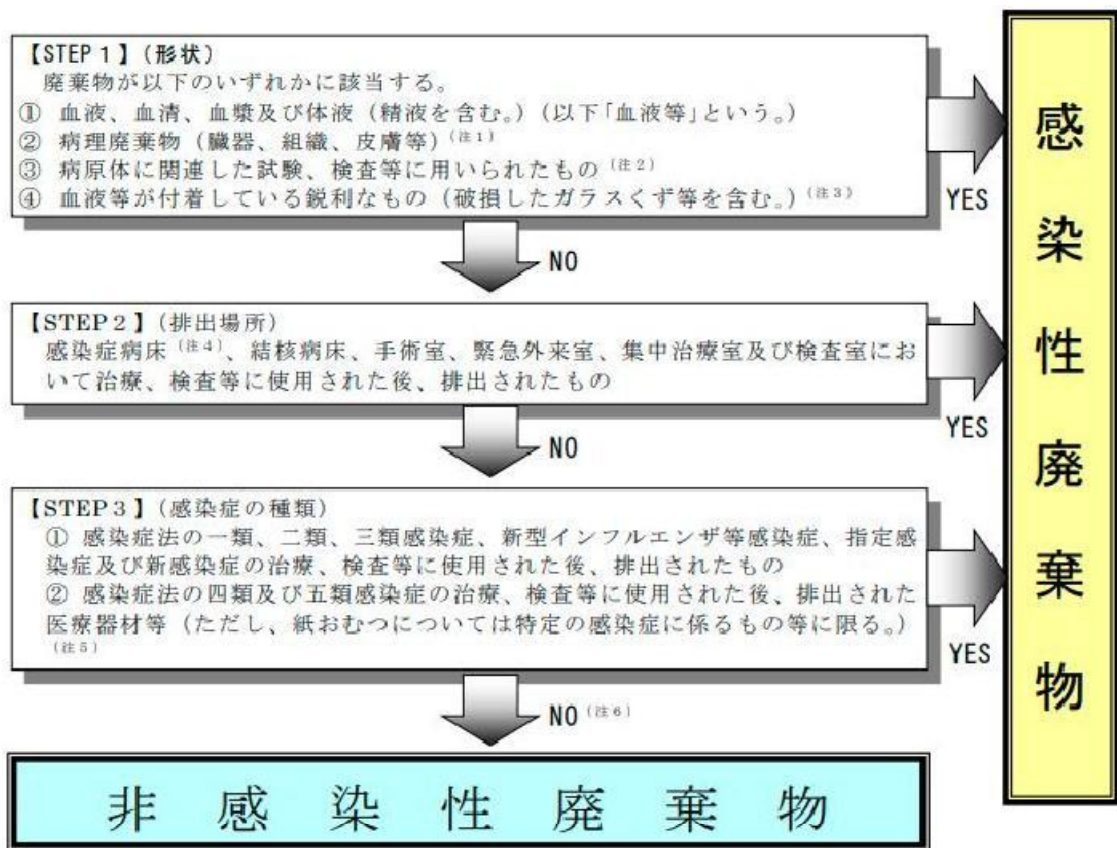 【STEP1】(形状)
廃棄物が以下のいずれかに該当する。
① 血液、血清、血漿及び体液(精液を含む。)(以下「血液等」という。)
② 病理廃棄物(臓器、組織、皮膚等)(注1)
③ 病原体に関連した試験、検査等に用いられたもの(注2)
④ 血液等が付着している鋭利なもの(破損したガラスくず等を含む。)(注3)
YES
NO
【STEP2】(排出場所)
感染症病床(注4)、結核病床、手術室、緊急外来室、集中治療室及び検査室にお
いて治療、検査等に使用された後、排出されたもの
YES
NO
【STEP3】(感染症の種類)
① 感染症法の一類、二類、三類感染症、新型インフルエンザ等感染症、指定感
染症及び新感染症の治療、検査等に使用された後、排出されたもの
② 感染症法の四類及び五類感染症の治療、検査等に使用された後、排出された
医療器材等(ただし、紙おむつについては特定の感染症に係るもの等に限る。)
(注5)
YES
NO(注6)
非感染性廃棄物
感染性廃棄物